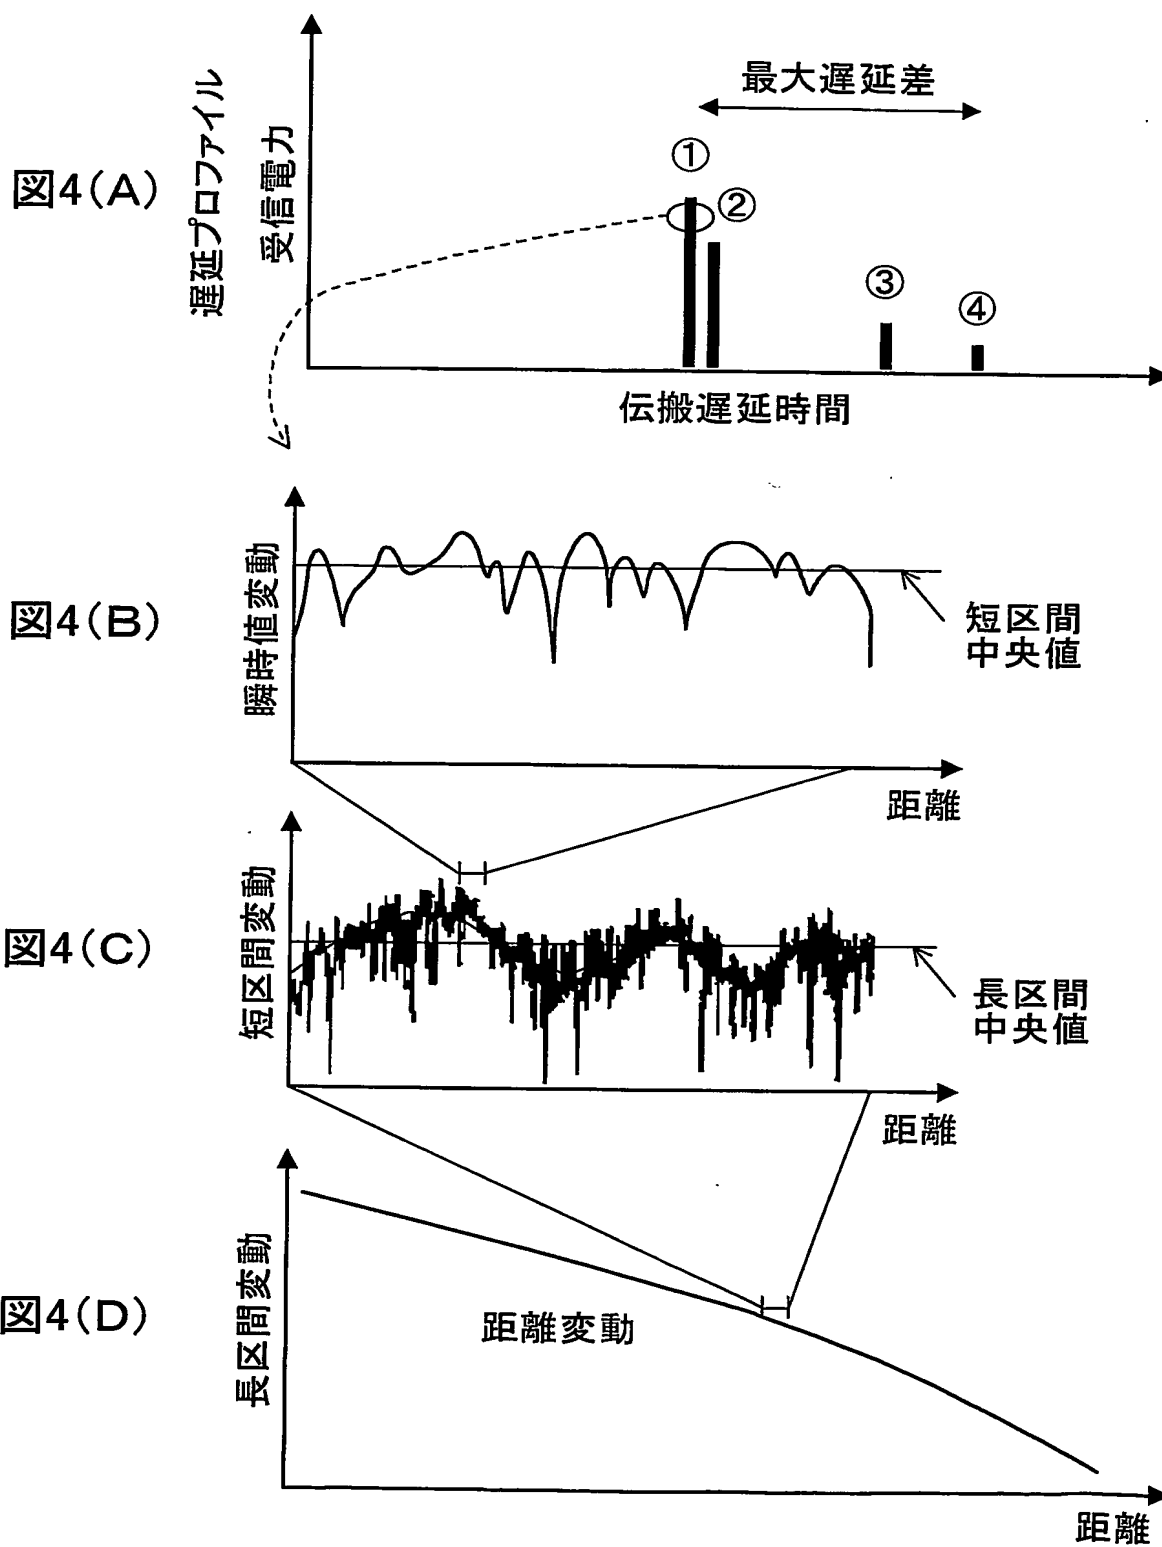 図4(A)
遅延プロファイル
受信電力
最大遅延差
①
②
③
④
伝搬遅延時間
図4(B)
瞬時値変動
短区間
中央値
距離
図4(C)
短区間変動
長区間
中央値
距離
図4(D)
長区間変動
距離変動
距離